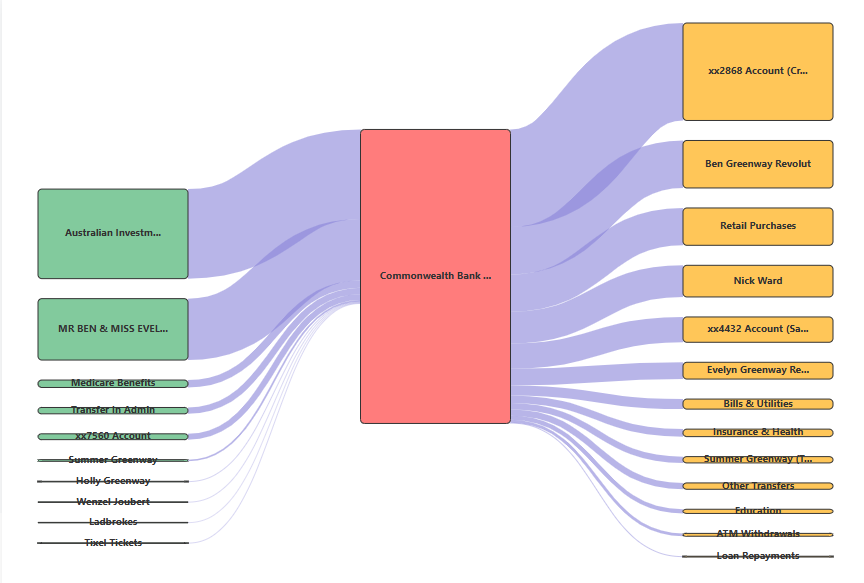 Australian Investm...
MR BEN & MISS EVEL...
Medicare Benefits
Transfer In Admin
xx7560 Account
Summer Greenway
Holly Greenway
Wenzel Joubert
Ladbrokes
Tixel Tickets
Commonwealth Bank ...
xx2868 Account (Cr...
Ben Greenway Revolut
Retail Purchases
Nick Ward
xx4432 Account (Sa...
Evelyn Greenway Re...
Bills & Utilities
Insurance & Health
Summer Greenway (T...
Other Transfers
Education
ATM Withdrawals
Loan Repayments